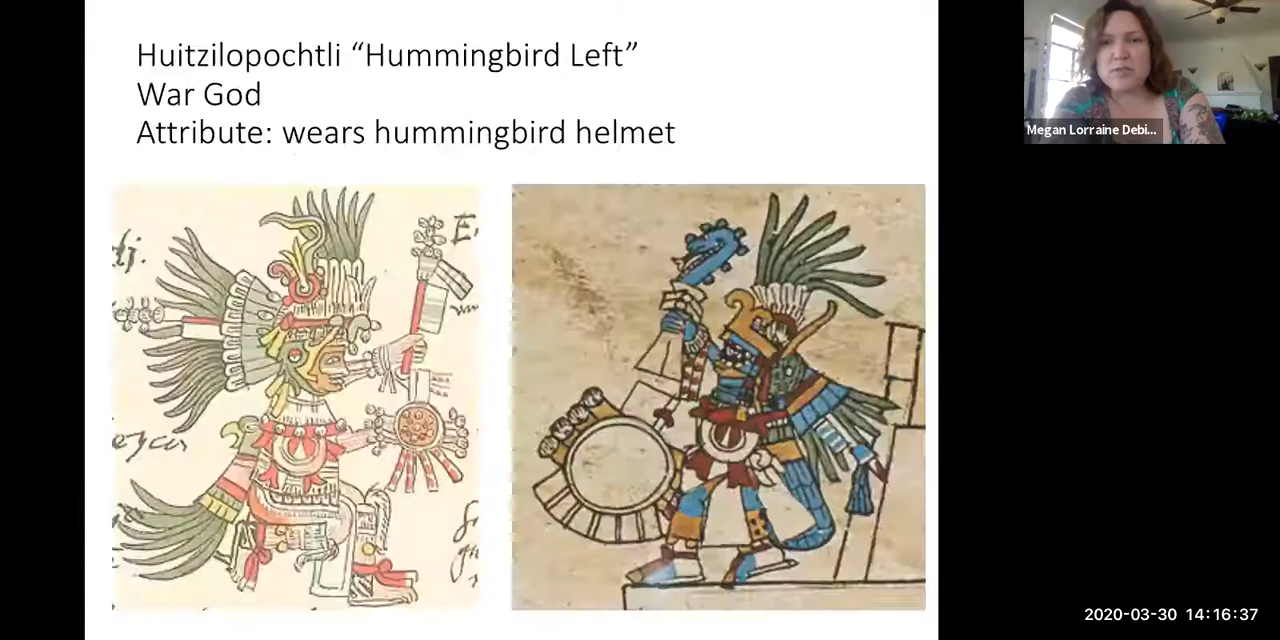 Huitzilopochtli “Hummingbird Left”
War God
Attribute: wears hummingbird helmet
Megan Lorraine Debi...
2020-03-30 14:16:37